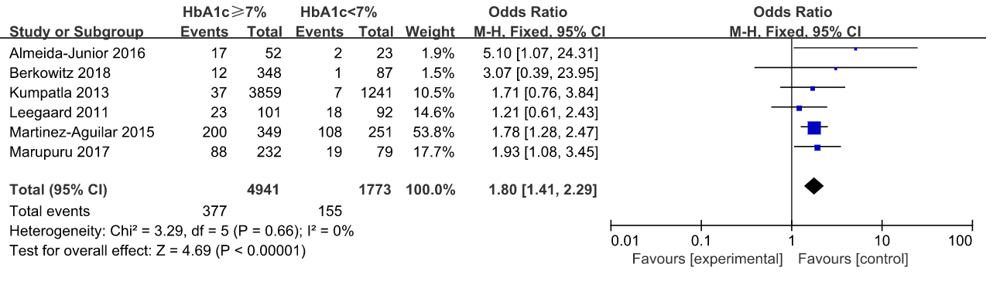 HbA1c≥7% HbA1c<7% Odds Ratio Odds Ratio
Study or Subgroup Events Total Events Total Weight M-H, Fixed, 95% CI M-H, Fixed, 95% CI
Almeida-Junior 2016 17 52 2 23 1.9% 5.10 [1.07, 24.31]
Berkowitz 2018 12 348 1 87 1.5% 3.07 [0.39, 23.95]
Kumpatla 2013 37 3859 7 1241 10.5% 1.71 [0.76, 3.84]
Leegaard 2011 23 101 18 92 14.6% 1.21 [0.61, 2.43]
Martinez-Aguilar 2015 200 349 108 251 53.8% 1.78 [1.28, 2.47]
Marupuru 2017 88 232 19 79 17.7% 1.93 [1.08, 3.45]
Total (95% CI) 4941 1773 100.0% 1.80 [1.41, 2.29]
Total events 377 155
Heterogeneity: Chi² = 3.29, df = 5 (P = 0.66); I² = 0%
Test for overall effect: Z = 4.69 (P < 0.00001)
0.01 0.1 1 10 100
Favours [experimental] Favours [control]